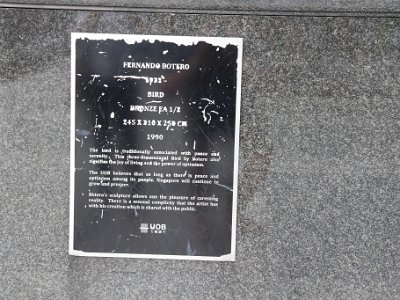 FERNANDO BOTERO
1932
BIRD
BRONZE EA 1/2
245 X 310 X 250 CM
1990
The bird is traditionally associated with peace and
serenity. This three-dimensional Bird by Botero also
signifies the joy of living and the power of optimism.
The UOB believes that so long as there is peace and
optimism among its people, Singapore will continue to
grow and prosper.
Botero's sculpture allows one the pleasure of caressing
reality. There is a sensual complicity that the artist has
with his creation which is shared with the public.
UOB